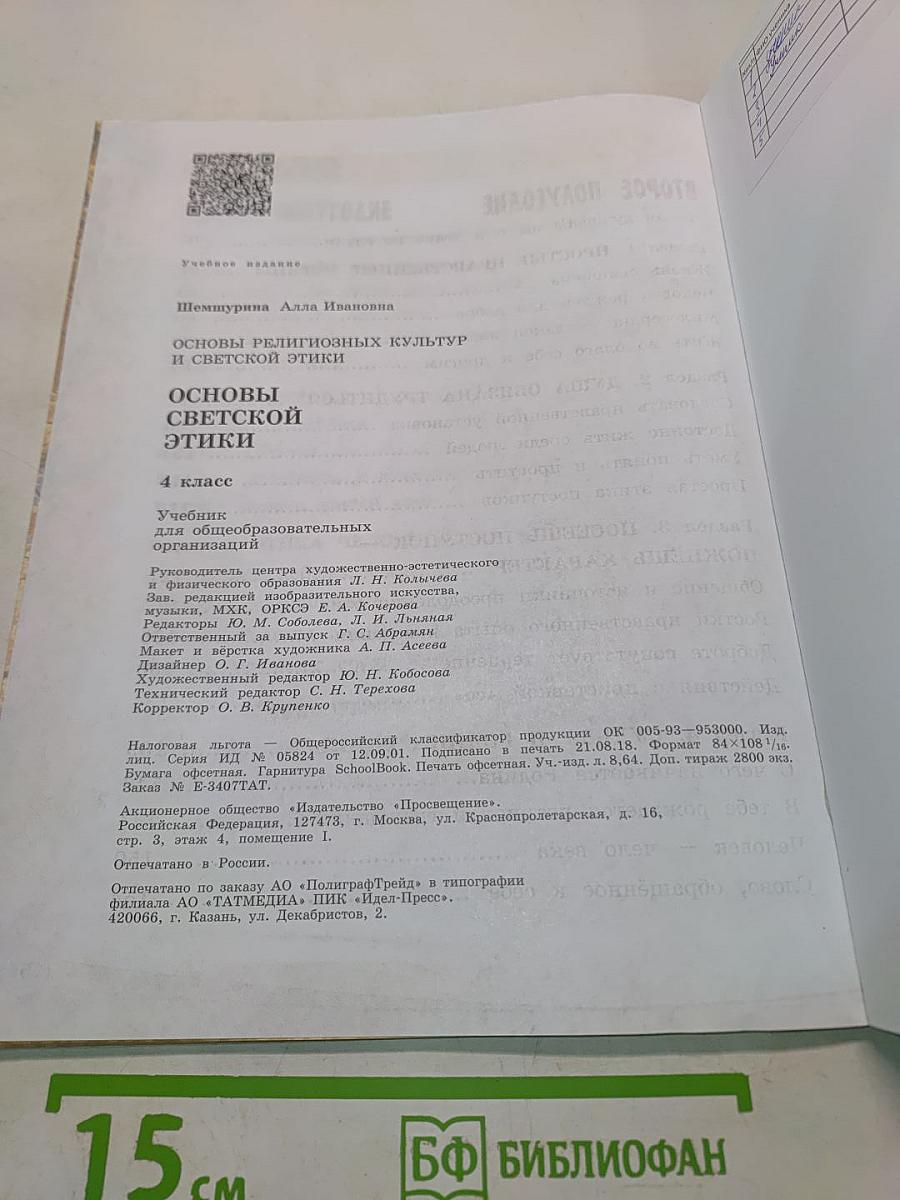 Учебное издание
Шемшурина Алла Ивановна
ОСНОВЫ РЕЛИГИОЗНЫХ КУЛЬТУР
И СВЕТСКОЙ ЭТИКИ
ОСНОВЫ
СВЕТСКОЙ
ЭТИКИ
4 класс
Учебник
для общеобразовательных
организаций
Руководитель центра художественно-эстетического
и физического образования Л. Н. Колычева
Зав. редакцией изобразительного искусства,
музыки, МХК, ОРКСЭ Е. А. Кочерова
Редакторы Ю. М. Соболева, Л. И. Льняная
Ответственный за выпуск Г. С. Абрамян
Макет и вёрстка художника А. П. Асеева
Дизайнер О. Г. Иванова
Художественный редактор Ю. Н. Кобосова
Технический редактор С. Н. Терехова
Корректор О. В. Крупенко
Налоговая льгота — Общероссийский классификатор продукции ОК 005-93—953000. Изд.
лиц. Серия ИД № 05824 от 12.09.01. Подписано в печать 21.08.18. Формат 84×108 1/16.
Бумага офсетная. Гарнитура SchoolBook. Печать офсетная. Уч.-изд. л. 8,64. Доп. тираж 2800 экз.
Заказ № Е-3407ТАТ.
Акционерное общество «Издательство «Просвещение».
Российская Федерация, 127473, г. Москва, ул. Краснопролетарская, д. 16,
стр. 3, этаж 4, помещение I.
Отпечатано в России.
Отпечатано по заказу АО «ПолиграфТрейд» в типографии
филиала АО «ТАТМЕДИА» ПИК «Идел-Пресс».
420066, г. Казань, ул. Декабристов, 2.
1
2
3
4
5
15 см
БФ БИБЛИОФАН